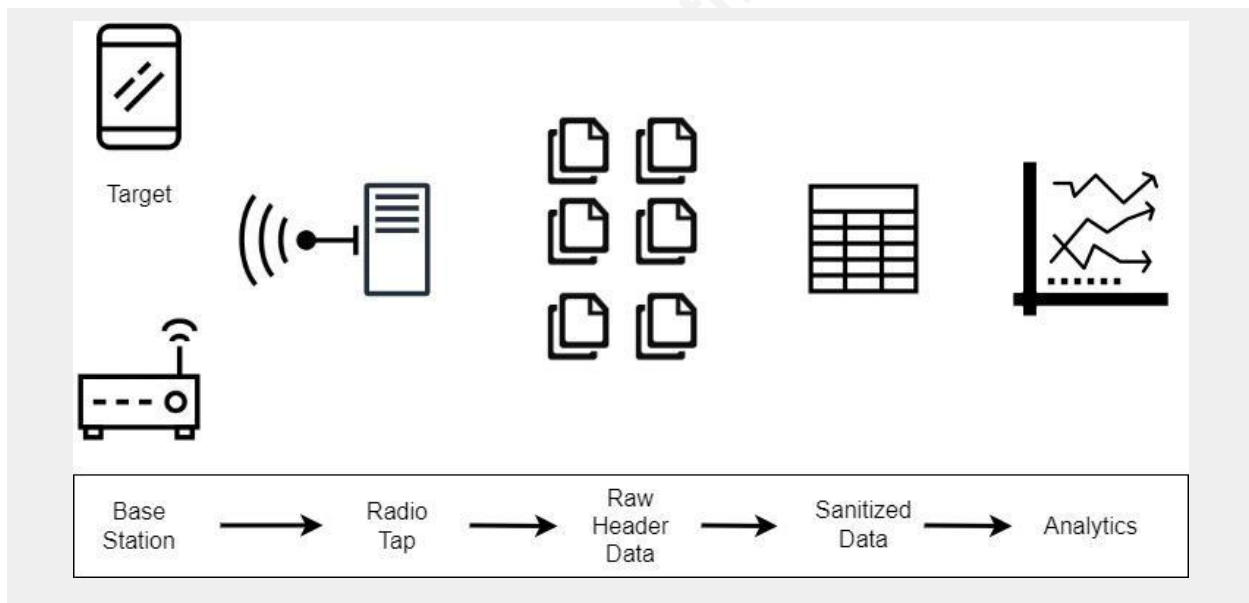 Target
Base
Station
Radio
Tap
Raw
Header
Data
Sanitized
Data
Analytics